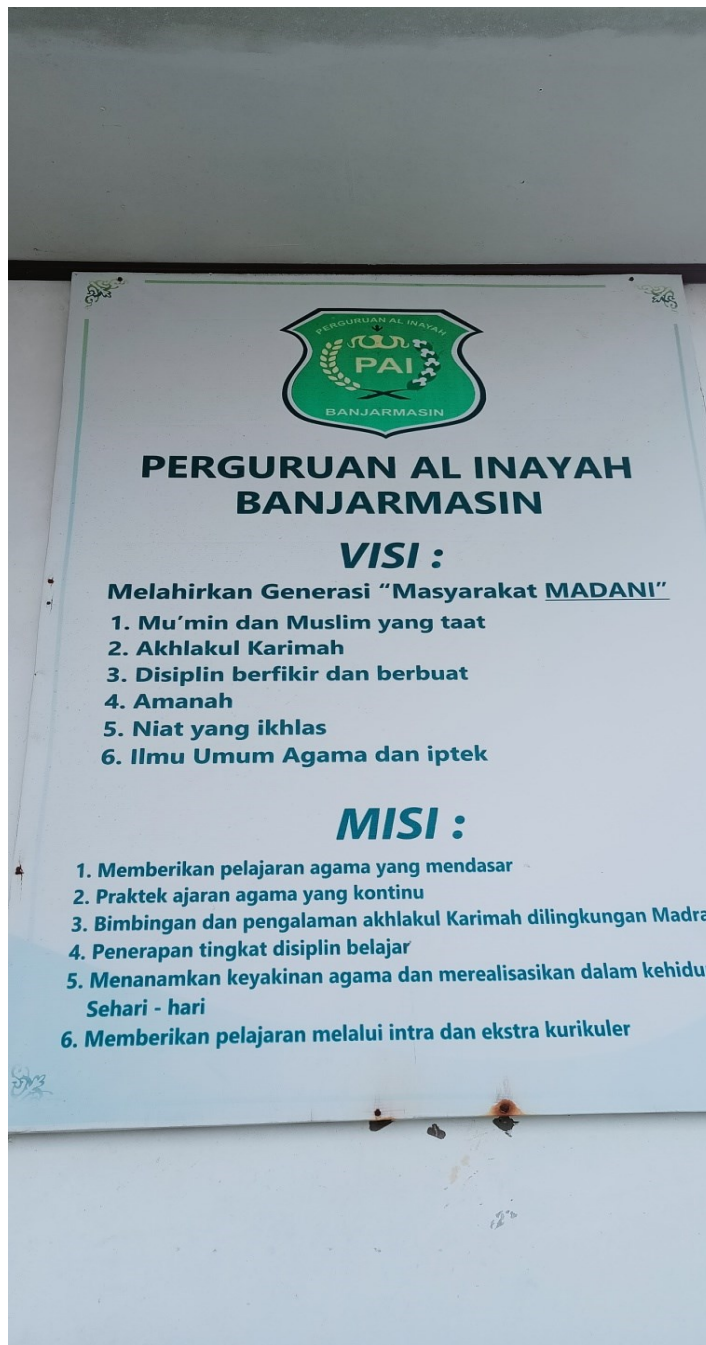 PERGURUAN AL INAYAH
PAI
BANJARMASIN
PERGURUAN AL INAYAH
BANJARMASIN
VISI :
Melahirkan Generasi “Masyarakat MADANI”
1. Mu’min dan Muslim yang taat
2. Akhlakul Karimah
3. Disiplin berfikir dan berbuat
4. Amanah
5. Niat yang ikhlas
6. Ilmu Umum Agama dan iptek
MISI :
1. Memberikan pelajaran agama yang mendasar
2. Praktek ajaran agama yang kontinu
3. Bimbingan dan pengalaman akhlakul Karimah dilingkungan Madra
4. Penerapan tingkat disiplin belajar
5. Menanamkan keyakinan agama dan merealisasikan dalam kehidu
Sehari - hari
6. Memberikan pelajaran melalui intra dan ekstra kurikuler